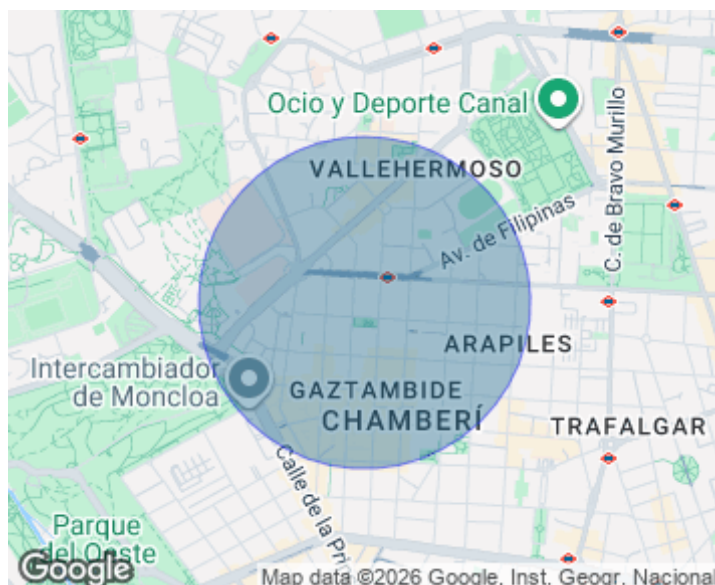 Ocio y Deporte Canal
VALLEHERMOSO
C. de Bravo Murillo
Av. de Filipinas
ARAPILES
Intercambiador
de Moncloa
GAZTAMBIDE
CHAMBERÍ
TRAFALGAR
Calle de la Pri
Parque
del Oeste
Google
Map data ©2026 Google, Inst. Geogr. Nacional